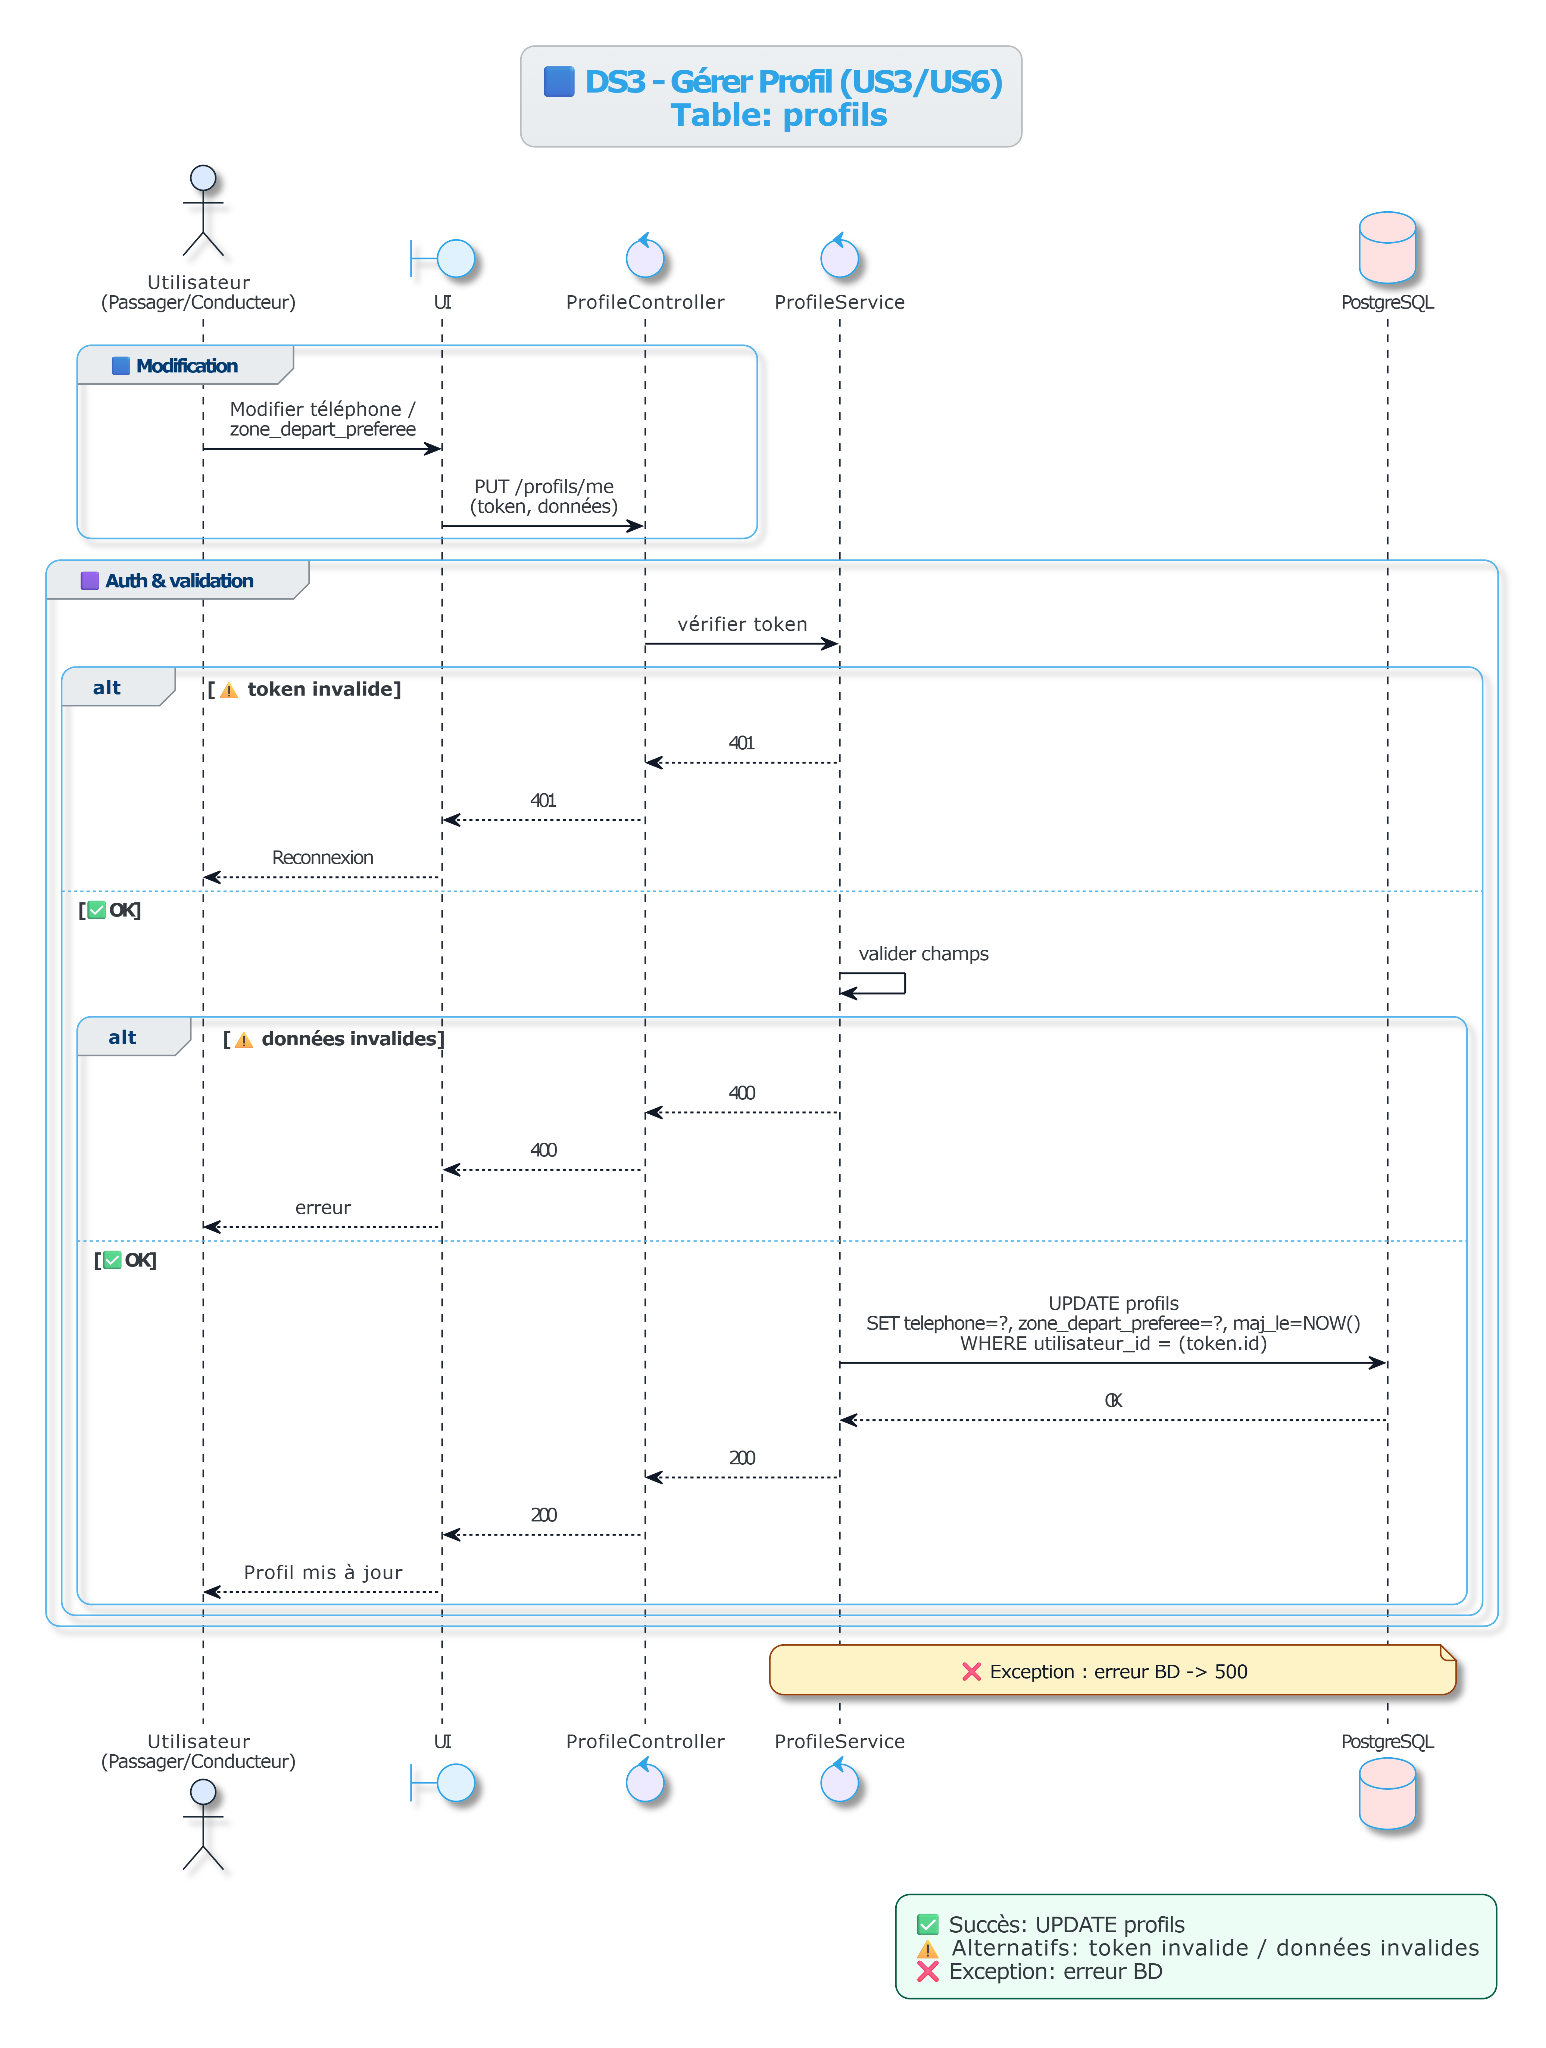 🟦 DS3 - Gérer Profil (US3/US6)
Table: profils
Utilisateur
(Passager/Conducteur)
UI
ProfileController
ProfileService
PostgreSQL
🟦 Modification
Modifier téléphone /
zone_depart_preferee
PUT /profils/me
(token, données)
🟪 Auth & validation
vérifier token
alt
[⚠️ token invalide]
401
401
Reconnexion
[✅ OK]
valider champs
alt
[⚠️ données invalides]
400
400
erreur
[✅ OK]
UPDATE profils
SET telephone=?, zone_depart_preferee=?, maj_le=NOW()
WHERE utilisateur_id = (token.id)
OK
200
200
Profil mis à jour
❌ Exception : erreur BD -> 500
Utilisateur
(Passager/Conducteur)
UI
ProfileController
ProfileService
PostgreSQL
✅ Succès: UPDATE profils
⚠️ Alternatifs: token invalide / données invalides
❌ Exception: erreur BD